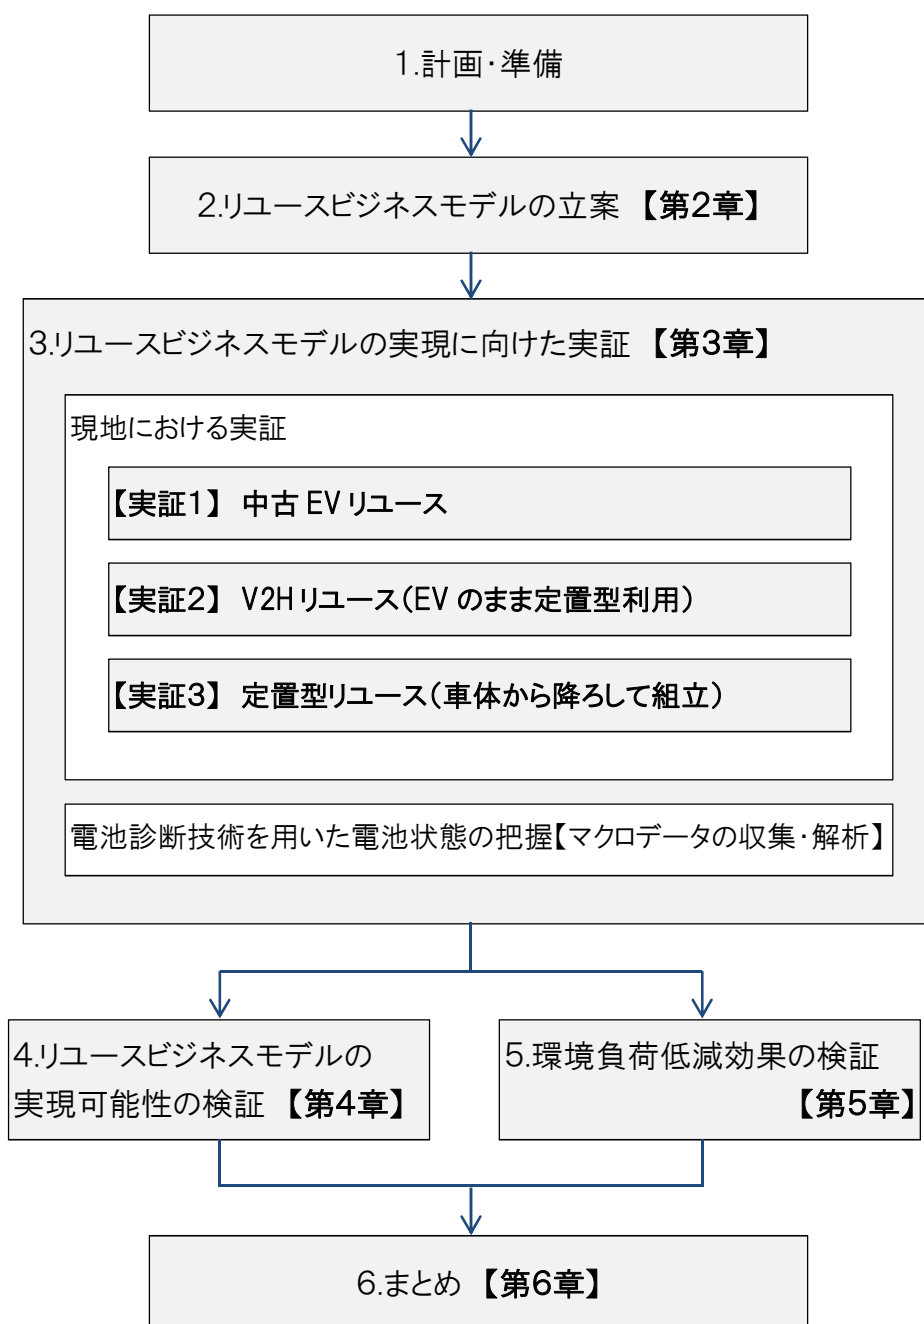 1.計画・準備
2.リユースビジネスモデルの立案 【第2章】
3.リユースビジネスモデルの実現に向けた実証 【第3章】
現地における実証
【実証1】 中古 EV リユース
【実証2】 V2H リユース(EV のまま定置型利用)
【実証3】 定置型リユース(車体から降ろして組立)
電池診断技術を用いた電池状態の把握【マクロデータの収集・解析】
4.リユースビジネスモデルの
実現可能性の検証 【第4章】
5.環境負荷低減効果の検証
【第5章】
6.まとめ 【第6章】